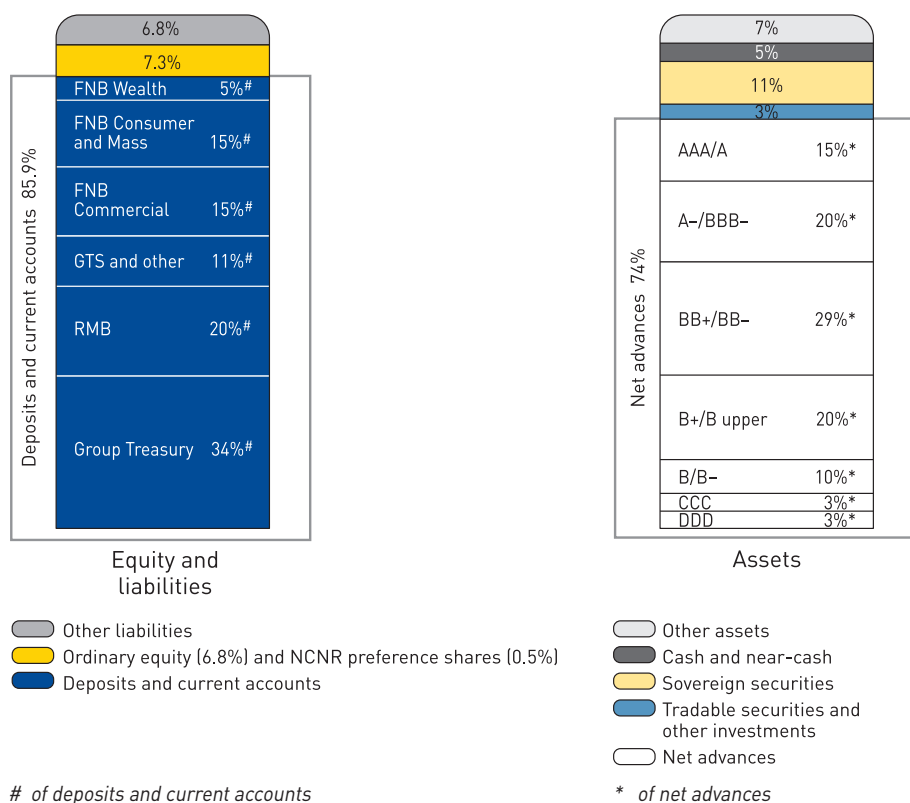 6.8%
7.3%
FNB Wealth 5%#
FNB Consumer
and Mass 15%#
FNB
Commercial 15%#
GTS and other 11%#
RMB 20%#
Group Treasury 34%#
Deposits and current accounts 85.9%
Equity and
liabilities
Other liabilities
Ordinary equity (6.8%) and NCNR preference shares (0.5%)
Deposits and current accounts
# of deposits and current accounts
7%
5%
11%
3%
AAA/A 15%*
A–/BBB– 20%*
BB+/BB– 29%*
B+/B upper 20%*
B/B– 10%*
CCC 3%*
DDD 3%*
Net advances 74%
Assets
Other assets
Cash and near-cash
Sovereign securities
Tradable securities and
other investments
Net advances
* of net advances